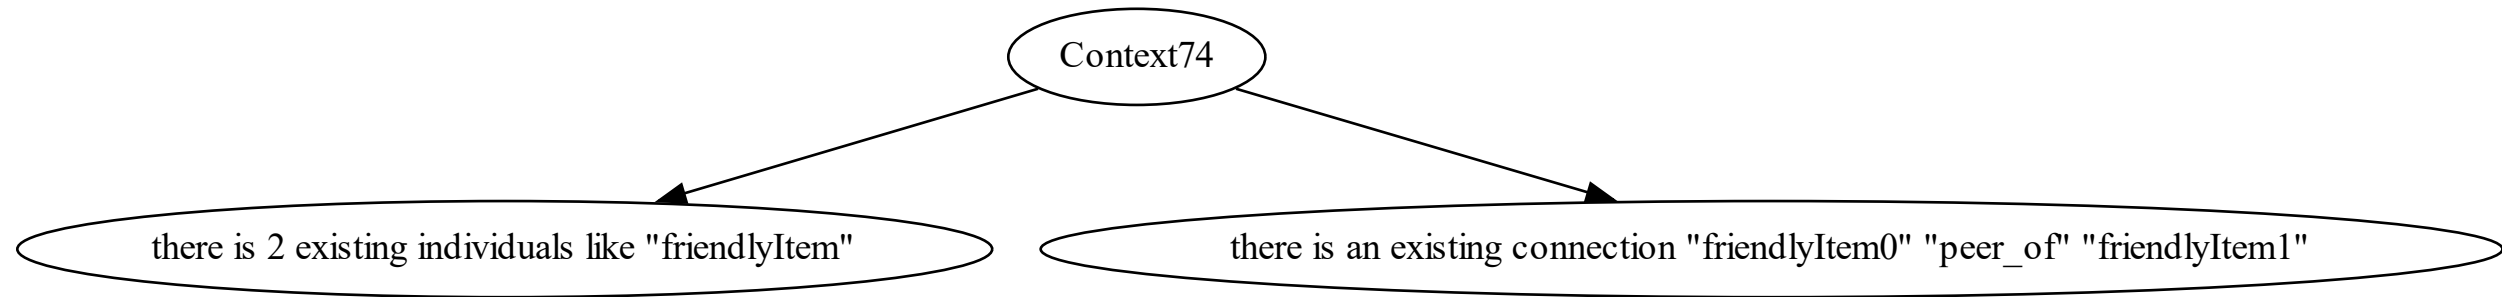 Context74
there is 2 existing individuals like "friendlyItem"
there is an existing connection "friendlyItem0" "peer_of" "friendlyItem1"